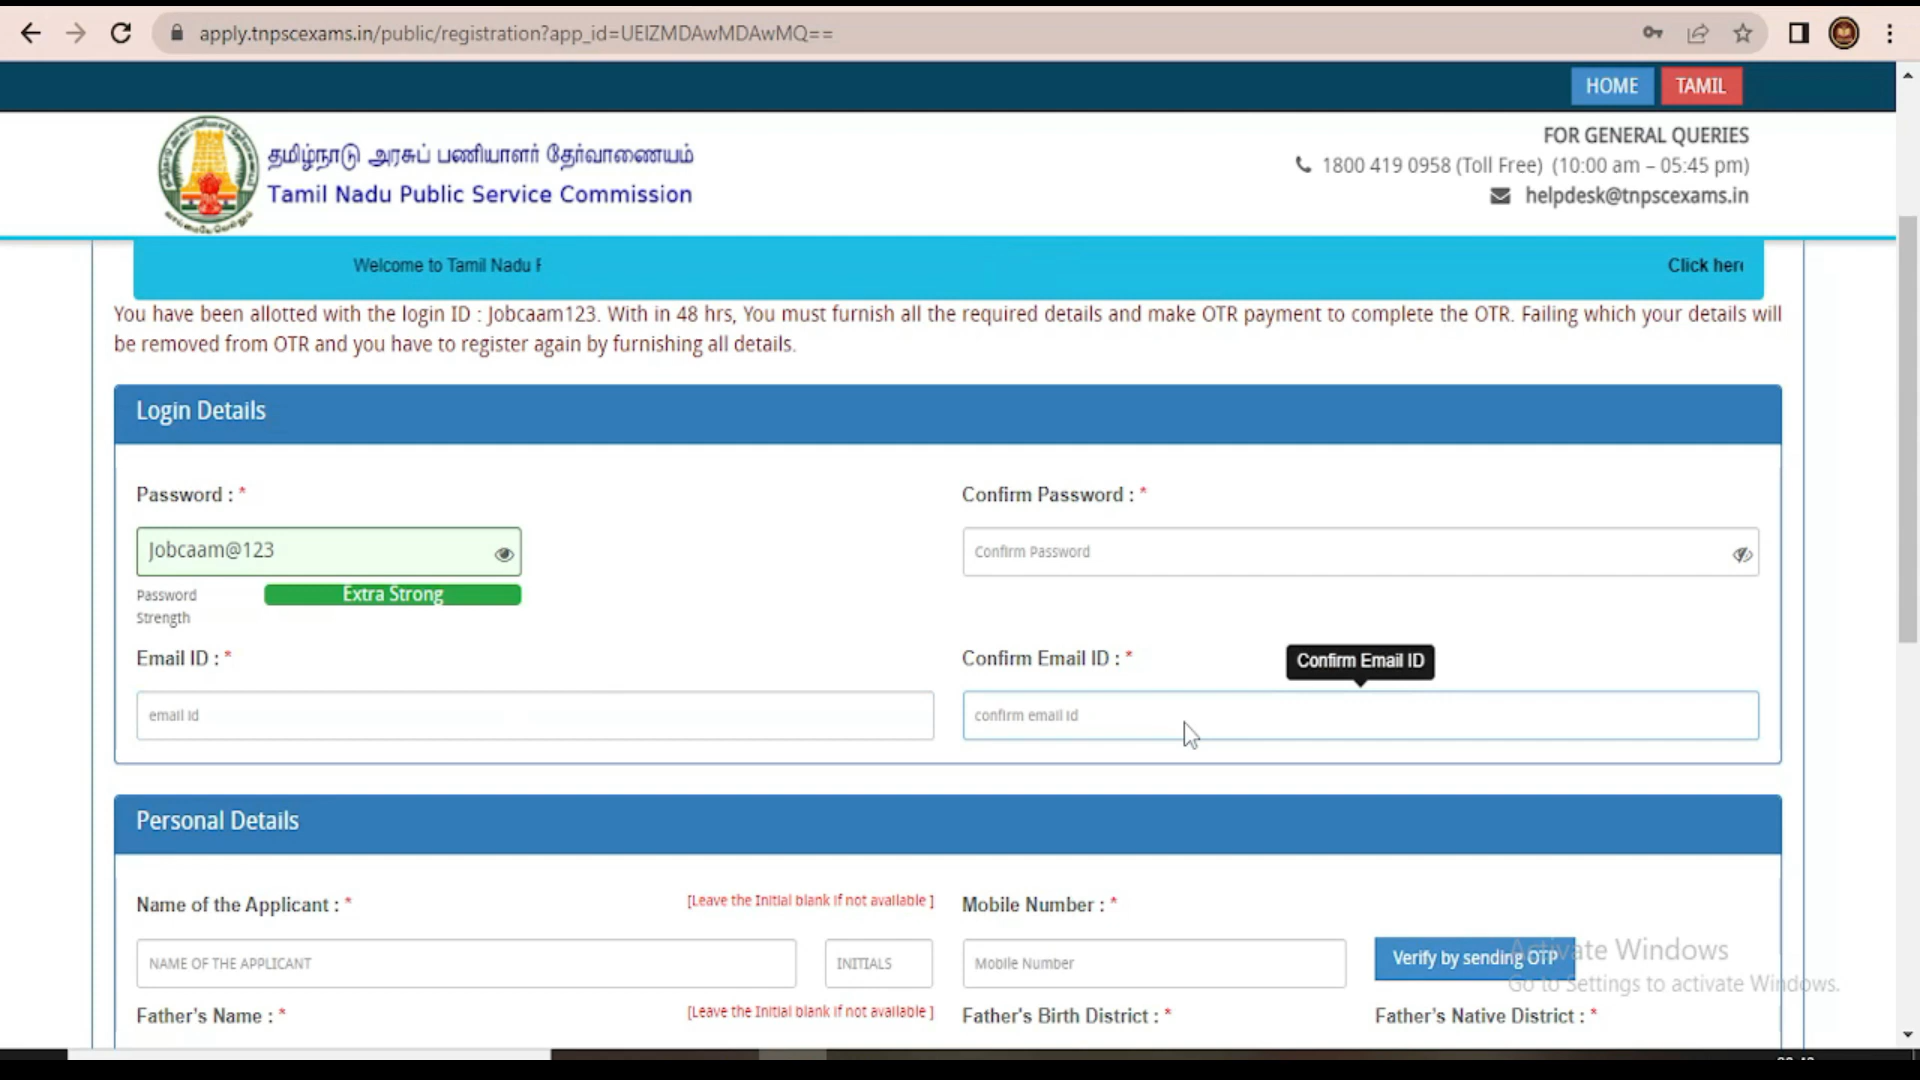 apply.tnpscexams.in/public/registration?app_id=UElZMDAwMDAwMQ==
HOME TAMIL
தமிழ்நாடு அரசுப் பணியாளர் தேர்வாணையம்
Tamil Nadu Public Service Commission
FOR GENERAL QUERIES
1800 419 0958 (Toll Free) (10:00 am – 05:45 pm)
helpdesk@tnpscexams.in
Welcome to Tamil Nadu Click here
You have been allotted with the login ID : Jobcaam123. With in 48 hrs, You must furnish all the required details and make OTR payment to complete the OTR. Failing which your details will
be removed from OTR and you have to register again by furnishing all details.
Login Details
Password : * Confirm Password : *
Jobcaam@123 Confirm Password
Password Strength Extra Strong
Email ID : * Confirm Email ID : * Confirm Email ID
email id confirm email id
Personal Details
Name of the Applicant : * [Leave the Initial blank if not available ] Mobile Number : *
NAME OF THE APPLICANT INITIALS Mobile Number Verify by sending OTP
Activate Windows
Go to Settings to activate Windows.
Father's Name : * [Leave the Initial blank if not available ] Father's Birth District : * Father's Native District : *